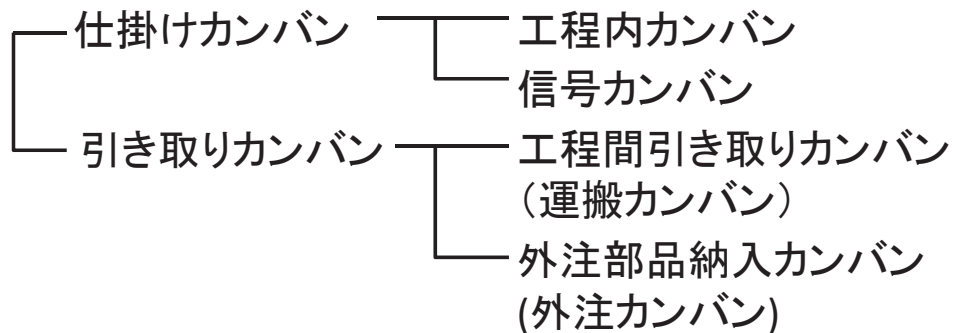 仕掛けカンバン
工程内カンバン
信号カンバン
引き取りカンバン
工程間引き取りカンバン
（運搬カンバン）
外注部品納入カンバン
(外注カンバン)